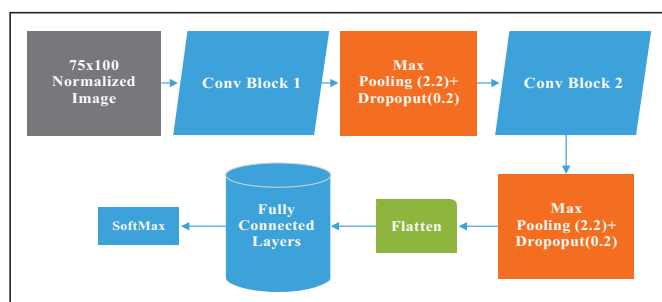 75x100
Normalized
Image
Conv Block 1
Max
Pooling (2.2)+
Dropoput(0.2)
Conv Block 2
Max
Pooling (2.2)+
Dropoput(0.2)
Flatten
Fully
Connected
Layers
SoftMax